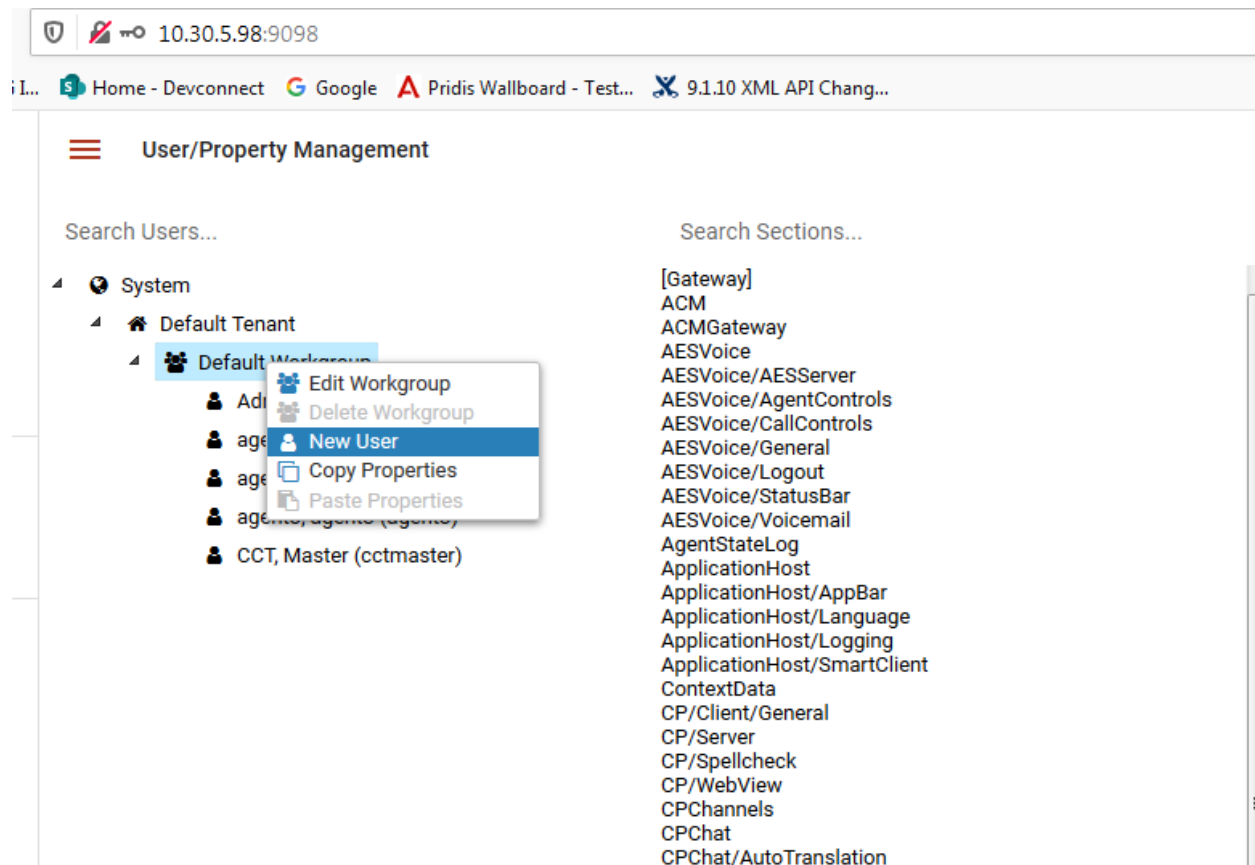 10.30.5.98:9098
I... Home - Devconnect Google Pridis Wallboard - Test... 9.1.10 XML API Chang...
User/Property Management
Search Users...
System
Default Tenant
Default Workgroup
Edit Workgroup
Delete Workgroup
New User
Copy Properties
Paste Properties
CCT, Master (cctmaster)
Search Sections...
[Gateway]
ACM
ACMGateway
AESVoice
AESVoice/AESServer
AESVoice/AgentControls
AESVoice/CallControls
AESVoice/General
AESVoice/Logout
AESVoice/StatusBar
AESVoice/Voicemail
AgentStateLog
ApplicationHost
ApplicationHost/AppBar
ApplicationHost/Language
ApplicationHost/Logging
ApplicationHost/SmartClient
ContextData
CP/Client/General
CP/Server
CP/Spellcheck
CP/WebView
CPChannels
CPChat
CPChat/AutoTranslation